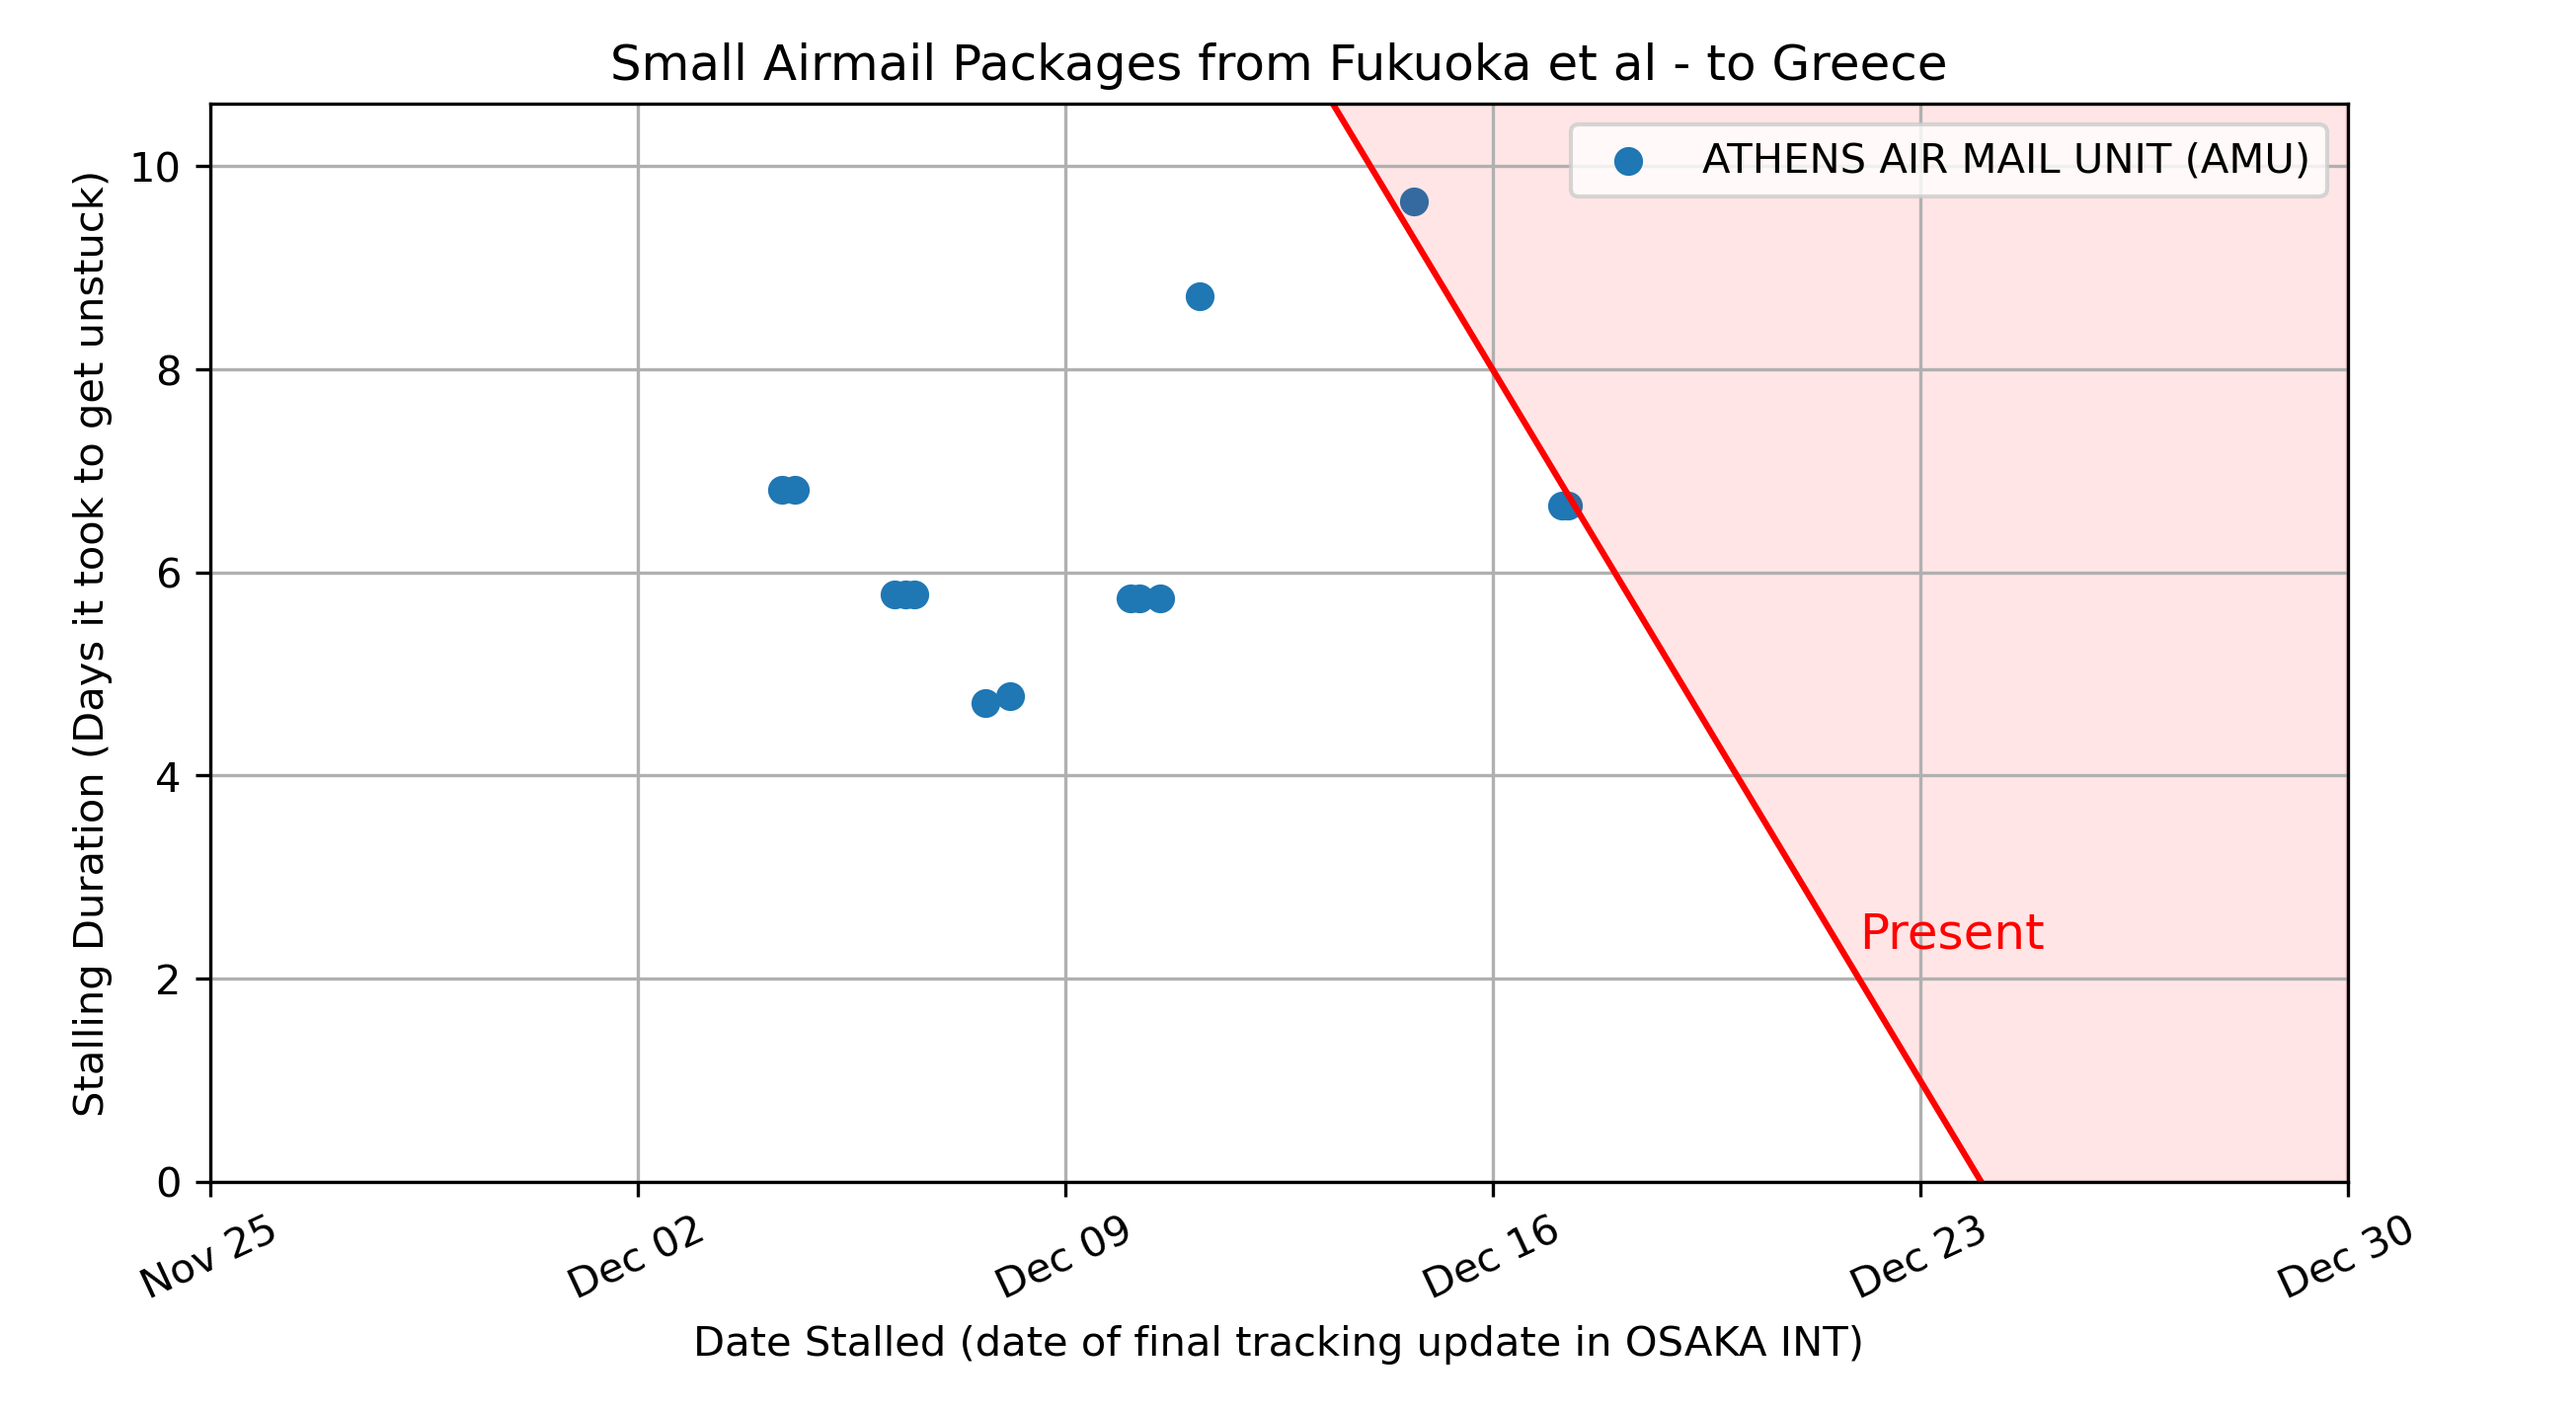 Small Airmail Packages from Fukuoka et al - to Greece
ATHENS AIR MAIL UNIT (AMU)
Stalling Duration (Days it took to get unstuck)
10
8
6
4
2
0
Present
Nov 25
Dec 02
Dec 09
Dec 16
Dec 23
Dec 30
Date Stalled (date of final tracking update in OSAKA INT)